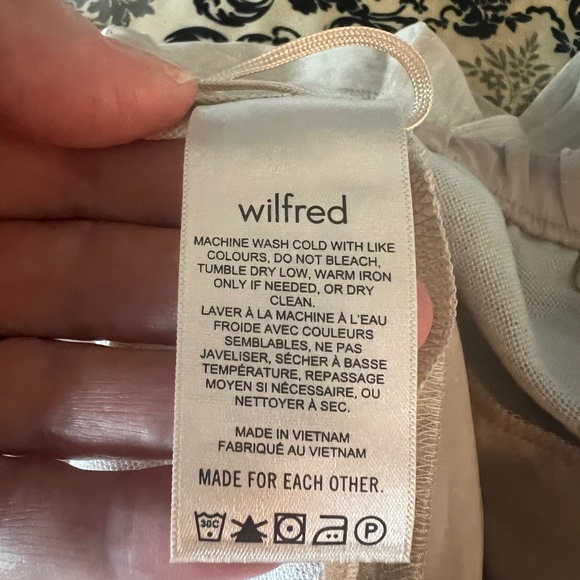 wilfred
MACHINE WASH COLD WITH LIKE
COLOURS, DO NOT BLEACH,
TUMBLE DRY LOW, WARM IRON
ONLY IF NEEDED, OR DRY
CLEAN.
LAVER À LA MACHINE À L'EAU
FROIDE AVEC COULEURS
SEMBLABLES, NE PAS
JAVELISER, SÉCHER À BASSE
TEMPÉRATURE, REPASSAGE
MOYEN SI NÉCESSAIRE, OU
NETTOYER À SEC.
MADE IN VIETNAM
FABRIQUÉ AU VIETNAM
MADE FOR EACH OTHER.
30C P